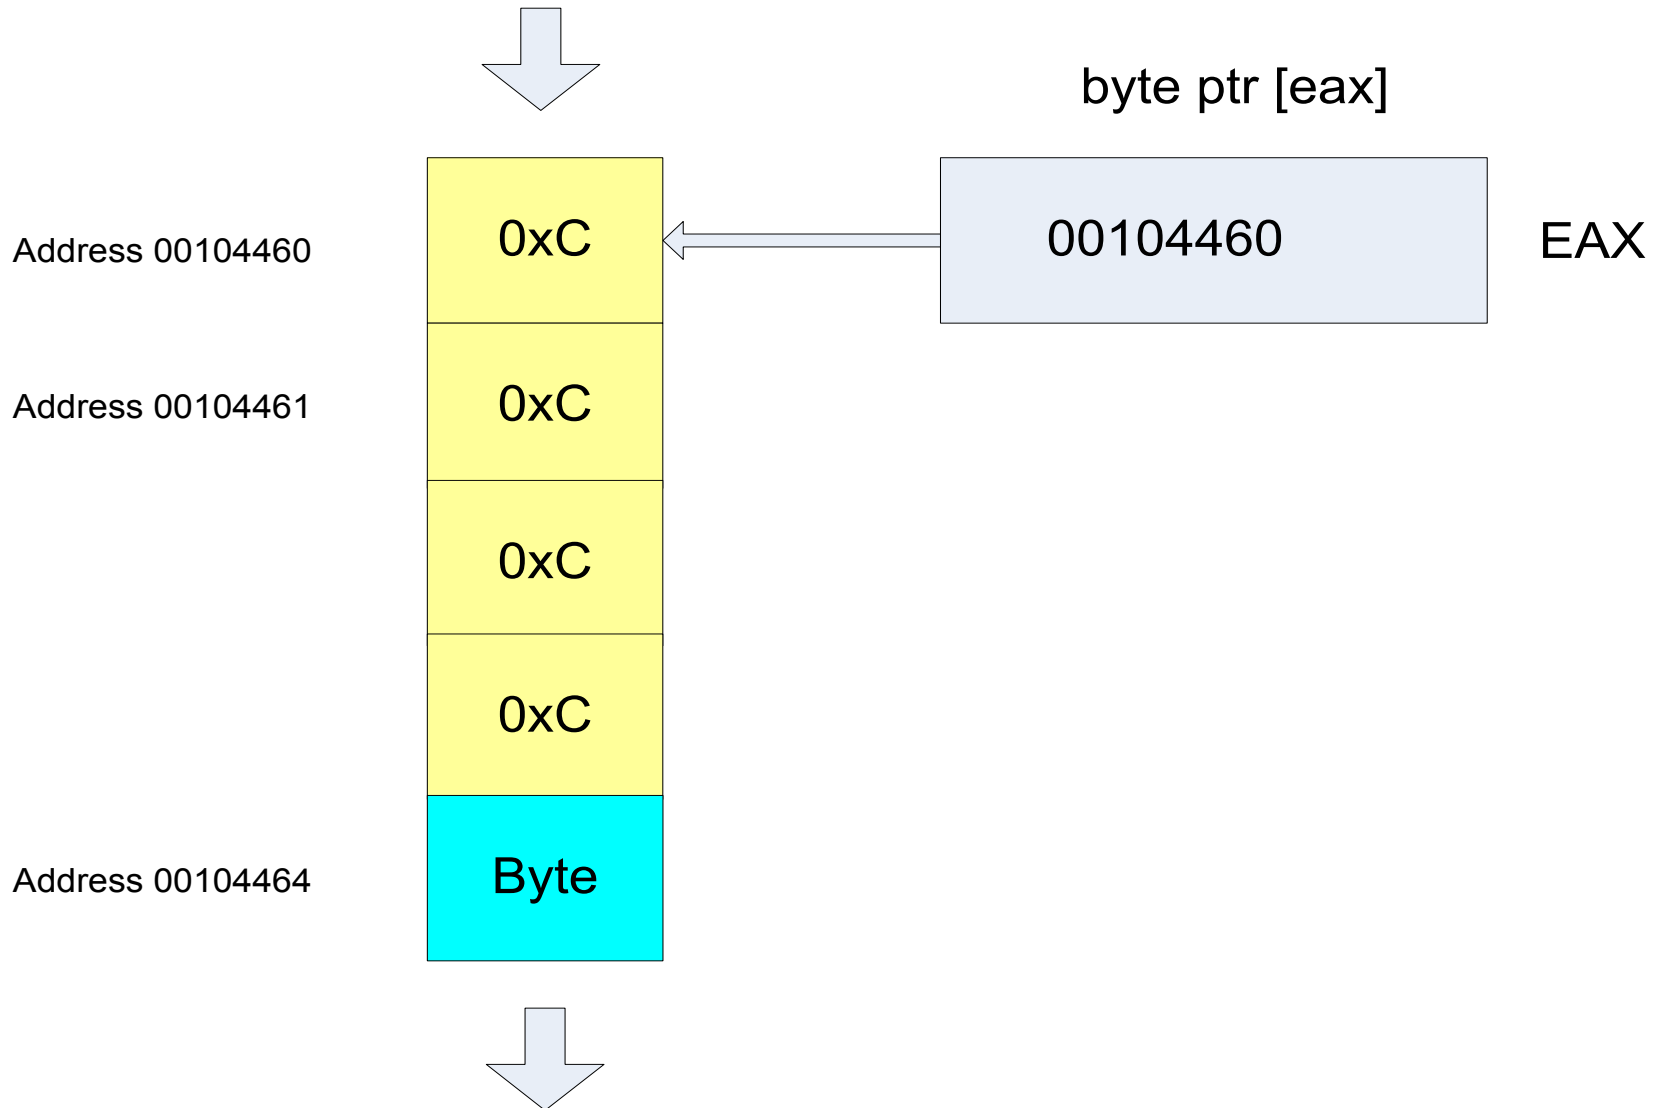 byte ptr [eax]
Address 00104460
0xC
00104460
EAX
Address 00104461
0xC
0xC
0xC
Address 00104464
Byte